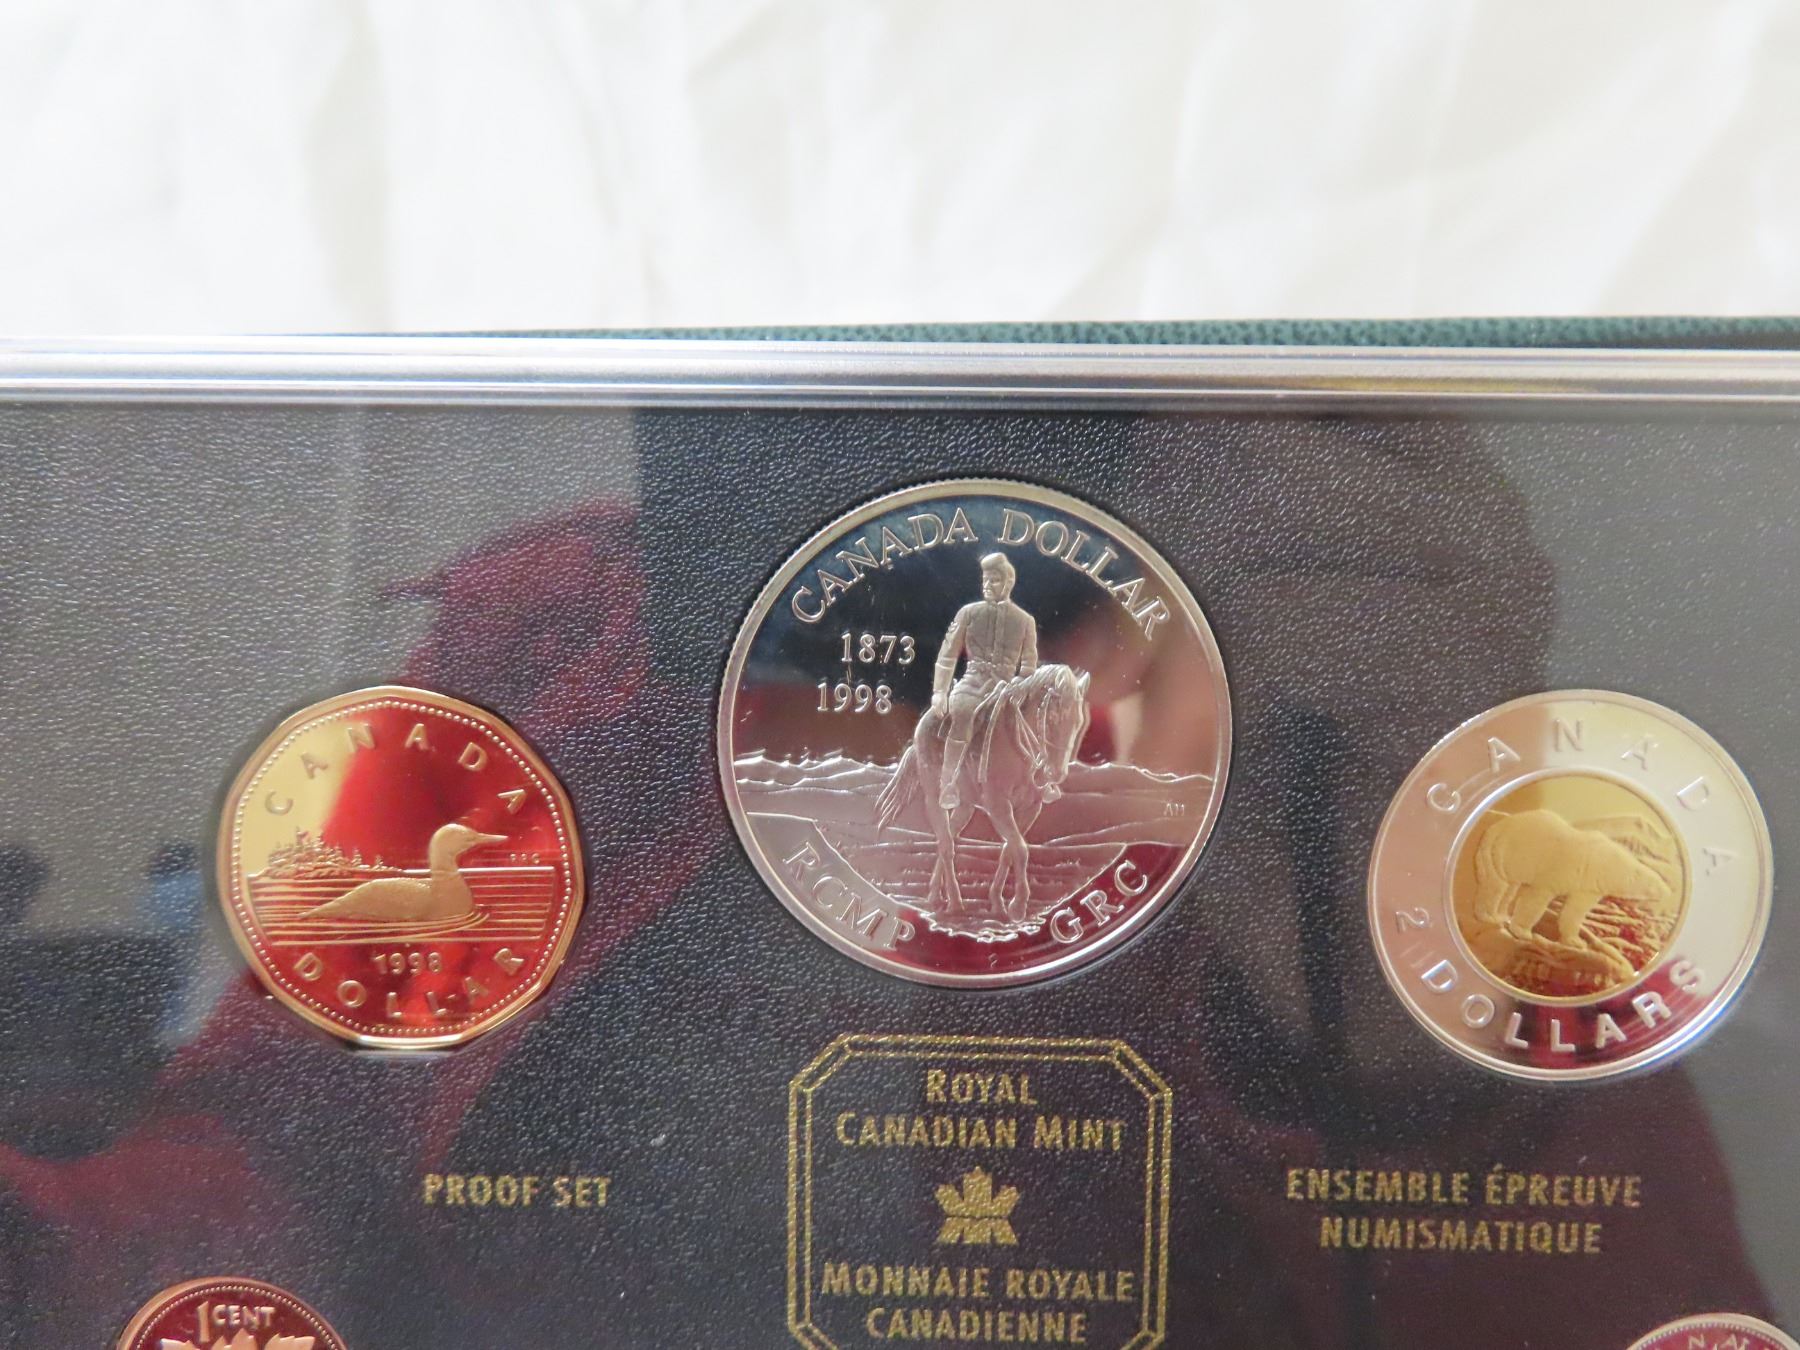 CANADA DOLLAR
1873
1998
AH
RCMP GRC
CANADA
1998
DOLLAR
CANADA
2 DOLLARS
PROOF SET
ROYAL
CANADIAN MINT
MONNAIE ROYALE
CANADIENNE
ENSEMBLE ÉPREUVE
NUMISMATIQUE
1 CENT